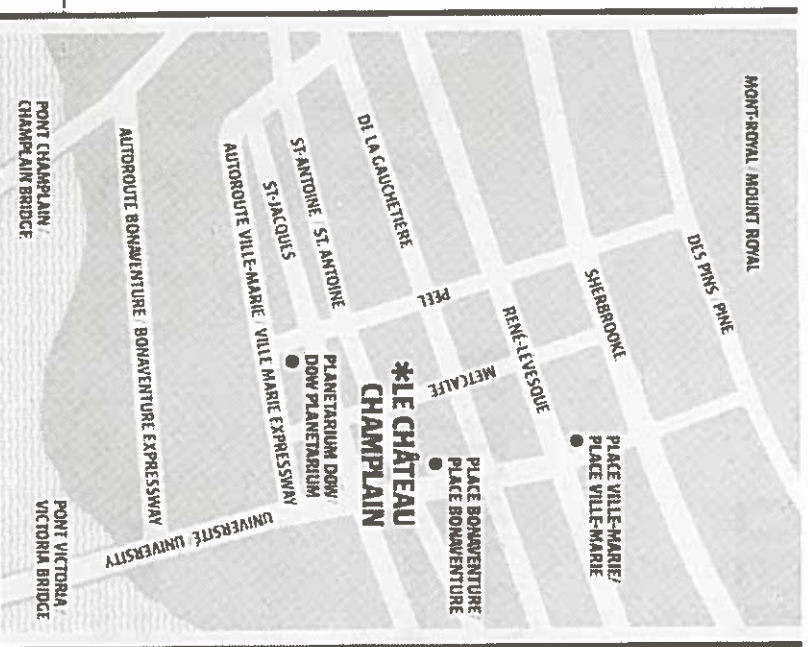 MONT-ROYAL / MOUNT ROYAL
DES PINS / PINE
SHERBROOKE
PLACE VILLE-MARIE/
PLACE VILLE-MARIE
RENÉ-LÉVESQUE
PEEL
METCALFE
PLACE BONAVENTURE/
PLACE BONAVENTURE
DE LA GAUCHETIÈRE
*LE CHÂTEAU
CHAMPLAIN
ST-ANTOINE / ST. ANTOINE
PLANETARIUM DOW/
DOW PLANETARIUM
ST-JACQUES
AUTOROUTE VILLE-MARIE / VILLE MARIE EXPRESSWAY
UNIVERSITÉ / UNIVERSITY
AUTOROUTE BONAVENTURE / BONAVENTURE EXPRESSWAY
PONT CHAMPLAIN /
CHAMPLAIN BRIDGE
PONT VICTORIA /
VICTORIA BRIDGE